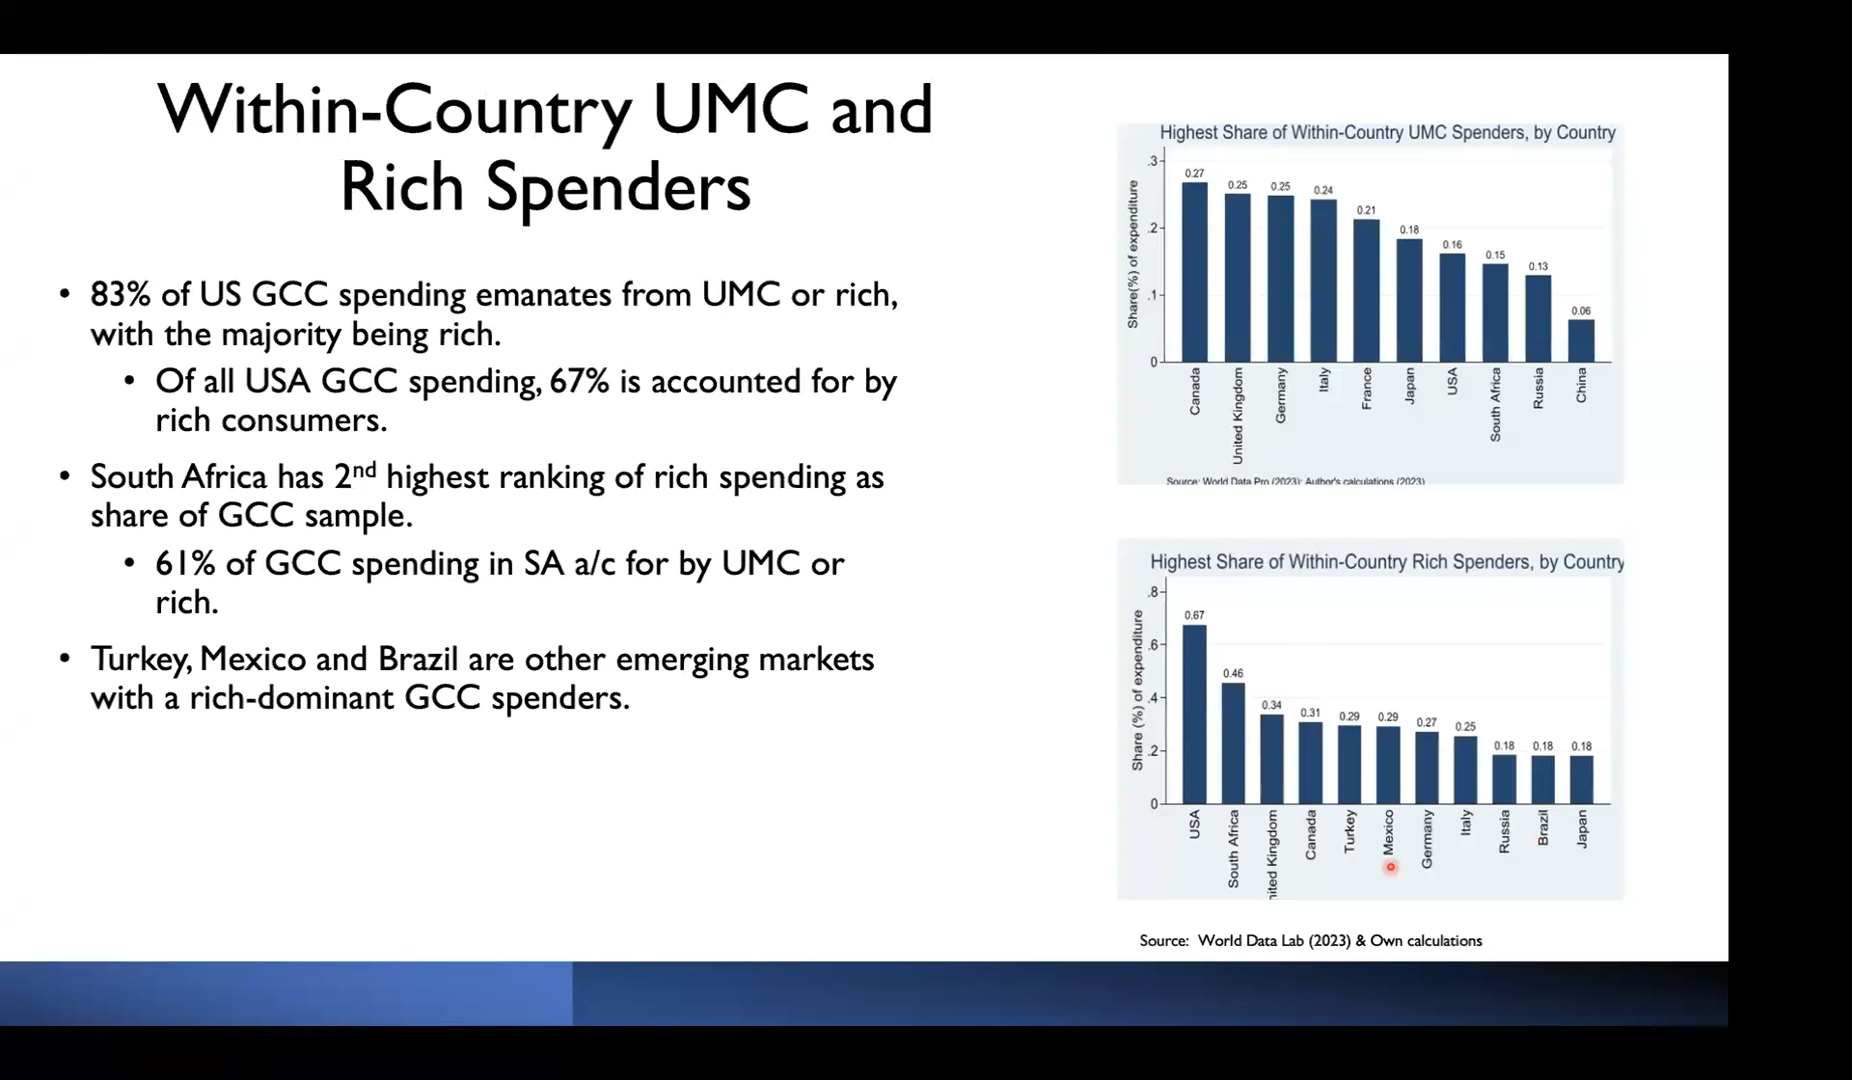 Within-Country UMC and
Rich Spenders
• 83% of US GCC spending emanates from UMC or rich,
with the majority being rich.
• Of all USA GCC spending, 67% is accounted for by
rich consumers.
• South Africa has 2nd highest ranking of rich spending as
share of GCC sample.
• 61% of GCC spending in SA a/c for by UMC or
rich.
• Turkey, Mexico and Brazil are other emerging markets
with a rich-dominant GCC spenders.
Highest Share of Within-Country UMC Spenders, by Country
Share(%) of expenditure
.3
.2
.1
0
0.27
0.25
0.25
0.24
0.21
0.18
0.16
0.15
0.13
0.06
Canada
United Kingdom
Germany
Italy
France
Japan
USA
South Africa
Russia
China
Source: World Data Pro (2023); Author's calculations (2023)
Highest Share of Within-Country Rich Spenders, by Country
Share (%) of expenditure
.8
.6
.4
.2
0
0.67
0.46
0.34
0.31
0.29
0.29
0.27
0.25
0.18
0.18
0.18
USA
South Africa
nited Kingdom
Canada
Turkey
Mexico
Germany
Italy
Russia
Brazil
Japan
Source: World Data Lab (2023) & Own calculations